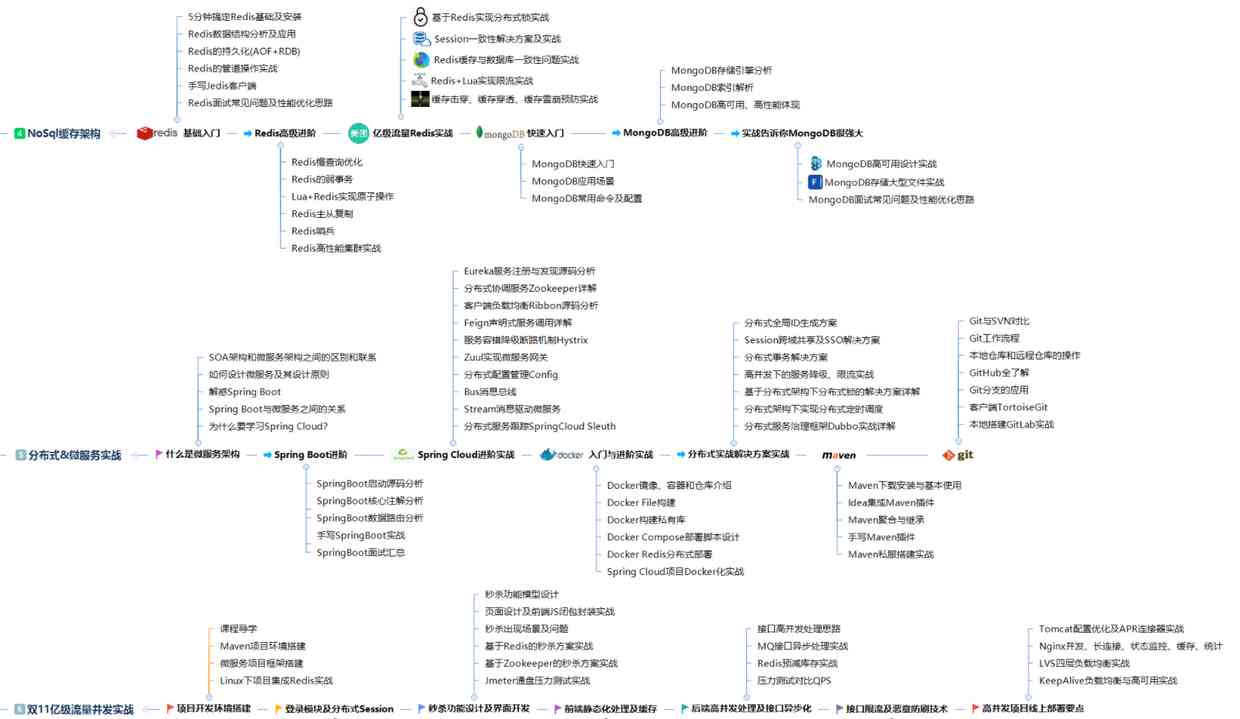 5分钟搞定Redis基础及安装
Redis数据结构分析及应用
Redis的持久化(AOF+RDB)
Redis的管道操作实战
手写Jedis客户端
Redis面试常见问题及性能优化思路
基于Redis实现分布式锁实战
Session一致性解决方案及实战
Redis缓存与数据库一致性问题实战
Redis+Lua实现限流实战
缓存击穿、缓存穿透、缓存雪崩预防实战
MongoDB存储引擎分析
MongoDB索引解析
MongoDB高可用、高性能体现
4 NoSql缓存架构
redis 基础入门
Redis高级进阶
美团 亿级流量Redis实战
mongoDB 快速入门
MongoDB高级进阶
实战告诉你MongoDB很强大
Redis慢查询优化
Redis的弱事务
Lua+Redis实现原子操作
Redis主从复制
Redis哨兵
Redis高性能集群实战
MongoDB快速入门
MongoDB应用场景
MongoDB常用命令及配置
MongoDB高可用设计实战
MongoDB存储大型文件实战
MongoDB面试常见问题及性能优化思路
SOA架构和微服务架构之间的区别和联系
如何设计微服务及其设计原则
解惑Spring Boot
Spring Boot与微服务之间的关系
为什么要学习Spring Cloud?
Eureka服务注册与发现源码分析
分布式协调服务Zookeeper详解
客户端负载均衡Ribbon源码分析
Feign声明式服务调用详解
服务容错降级断路机制Hystrix
Zuul实现微服务网关
分布式配置管理Config
Bus消息总线
Stream消息驱动微服务
分布式服务跟踪SpringCloud Sleuth
分布式全局ID生成方案
Session跨域共享及SSO解决方案
分布式事务解决方案
高并发下的服务降级、限流实战
基于分布式架构下分布式锁的解决方案详解
分布式架构下实现分布式定时调度
分布式服务治理框架Dubbo实战详解
Git与SVN对比
Git工作流程
本地仓库和远程仓库的操作
GitHub全了解
Git分支的应用
客户端TortoiseGit
本地搭建GitLab实战
5 分布式&微服务实战
什么是微服务架构
Spring Boot进阶
Spring Cloud进阶实战
docker 入门与进阶实战
分布式实战解决方案实战
maven
git
SpringBoot启动源码分析
SpringBoot核心注解分析
SpringBoot数据路由分析
手写SpringBoot实战
SpringBoot面试汇总
Docker镜像、容器和仓库介绍
Docker File构建
Docker构建私有库
Docker Compose部署脚本设计
Docker Redis分布式部署
Spring Cloud项目Docker化实战
Maven下载安装与基本使用
Idea集成Maven插件
Maven聚合与继承
手写Maven插件
Maven私服搭建实战
课程导学
Maven项目环境搭建
微服务项目框架搭建
Linux下项目集成Redis实战
秒杀功能模型设计
页面设计及前端JS闭包封装实战
秒杀出现场景及问题
基于Redis的秒杀方案实战
基于Zookeeper的秒杀方案实战
Jmeter通盘压力测试实战
接口高并发处理思路
MQ接口异步处理实战
Redis预减库存实战
压力测试对比QPS
Tomcat配置优化及APR连接器实战
Nginx并发、长连接、状态监控、缓存、统计
LVS四层负载均衡实战
KeepAlive负载均衡与高可用实战
6 双11亿级流量并发实战
项目开发环境搭建
登录模块及分布式Session
秒杀功能设计及界面开发
前端静态化处理及缓存
后端高并发处理及接口异步化
接口限流及恶意防刷技术
高并发项目线上部署要点